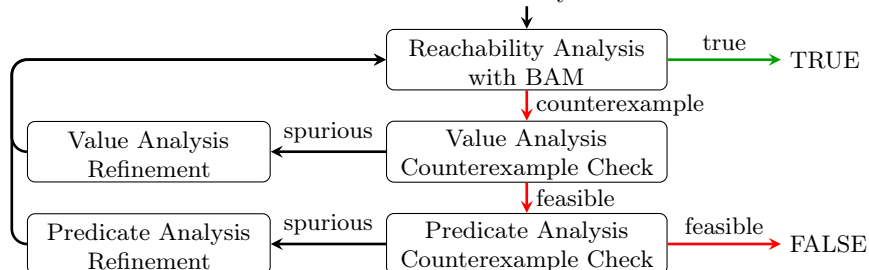 Reachability Analysis
with BAM
true
TRUE
counterexample
Value Analysis
Refinement
spurious
Value Analysis
Counterexample Check
feasible
Predicate Analysis
Refinement
spurious
Predicate Analysis
Counterexample Check
feasible
FALSE